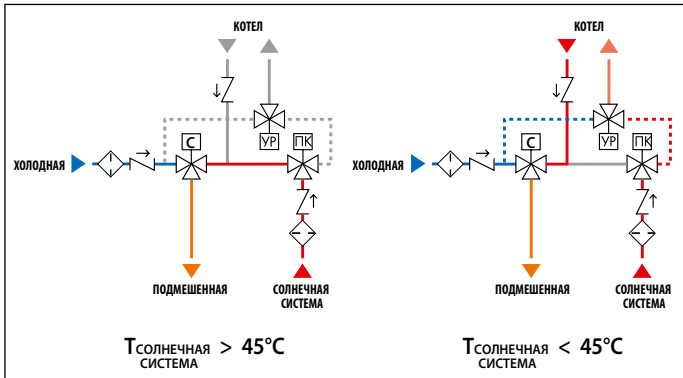 КОТЕЛ
С
УР
ПК
ХОЛОДНАЯ
ПОДМЕШЕННАЯ
СОЛНЕЧНАЯ
СИСТЕМА
Tсолнечная > 45°C
система
КОТЕЛ
С
УР
ПК
ХОЛОДНАЯ
ПОДМЕШЕННАЯ
СОЛНЕЧНАЯ
СИСТЕМА
Tсолнечная < 45°C
система